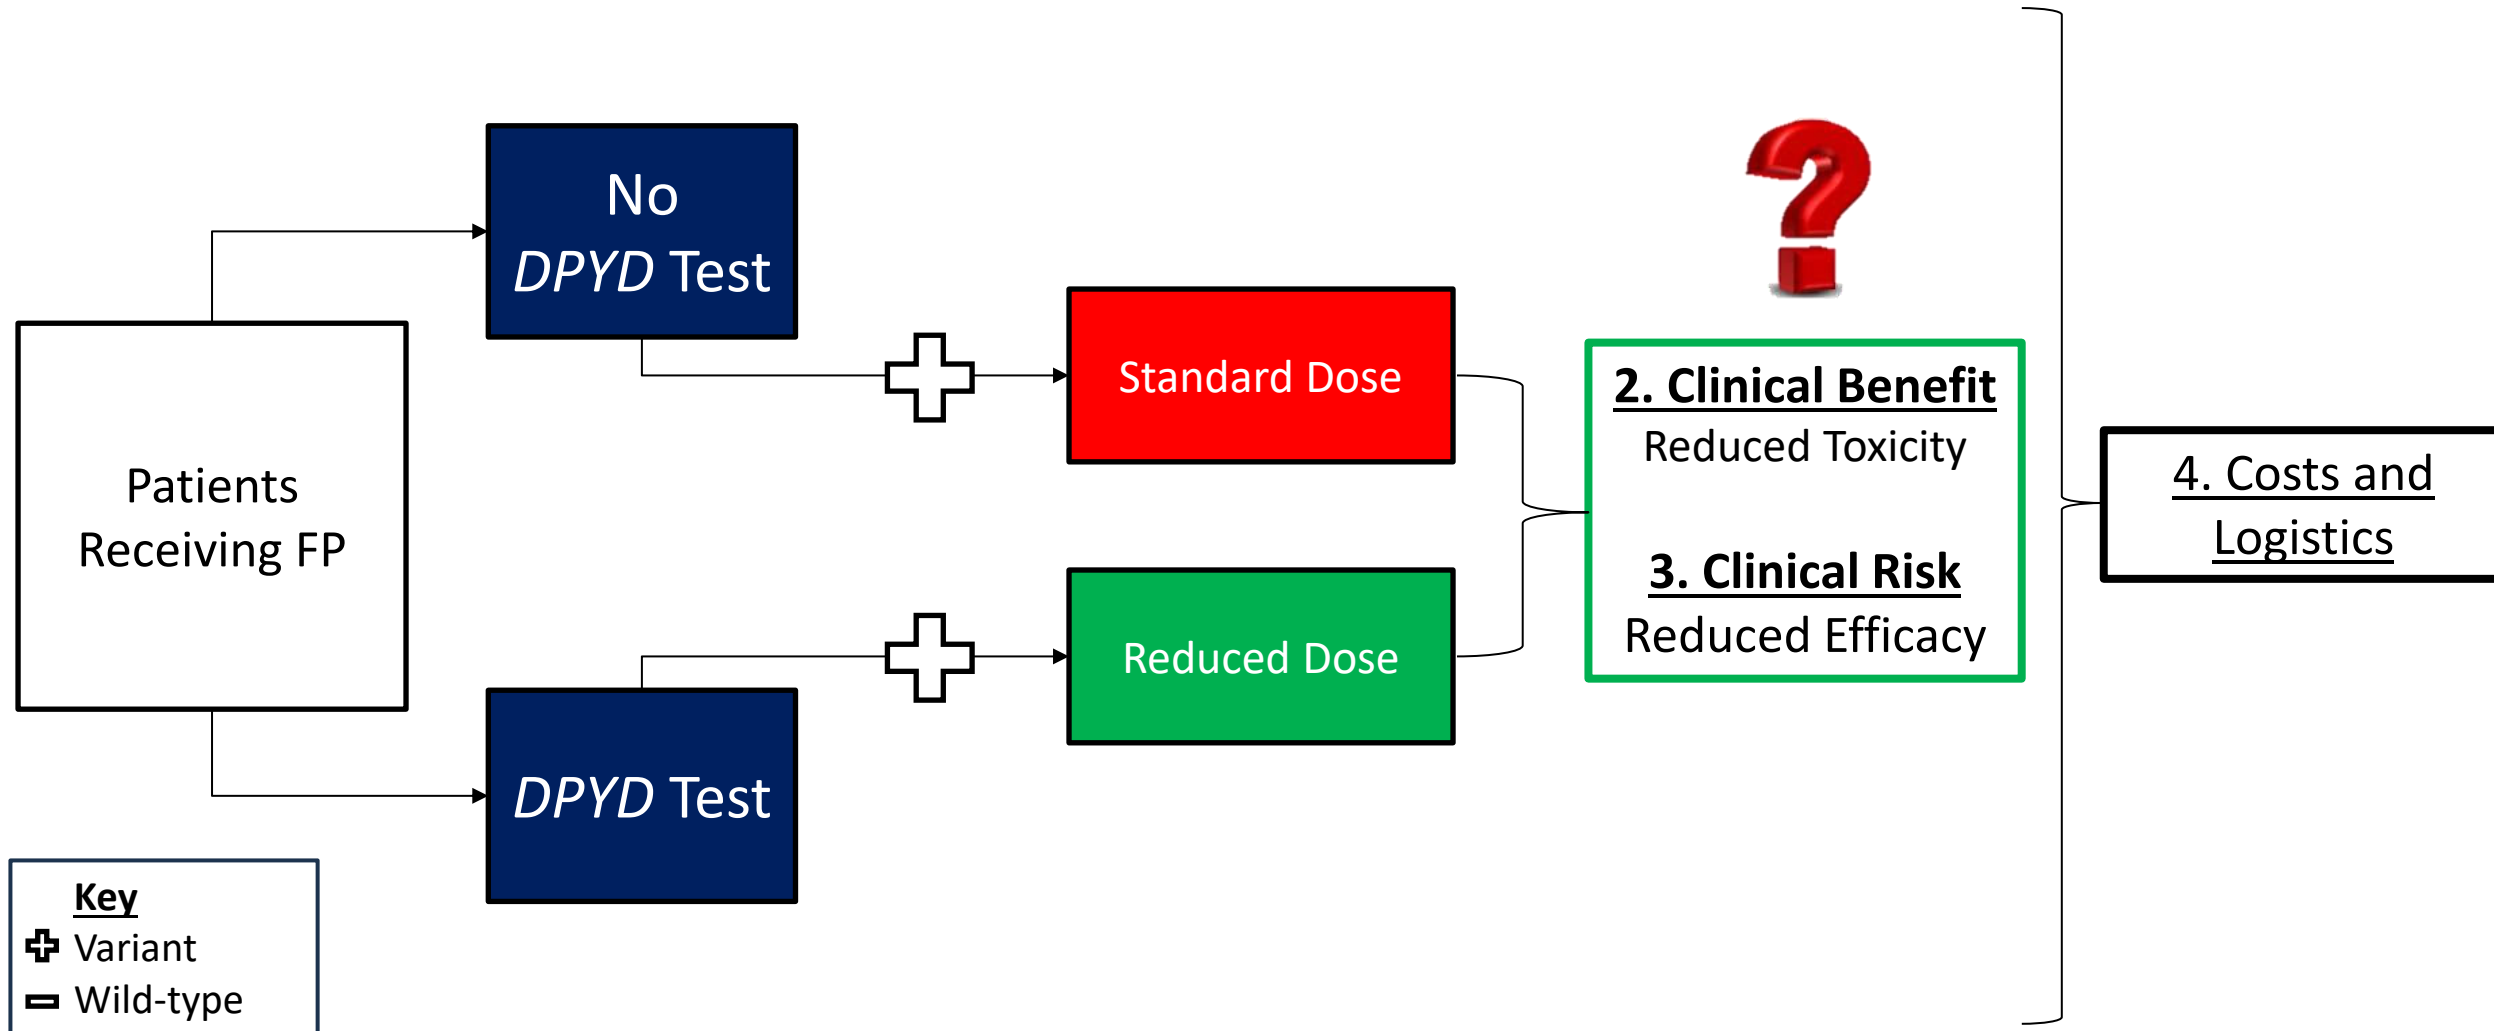 No
DPYD Test
Standard Dose
Patients
Receiving FP
Reduced Dose
DPYD Test
2. Clinical Benefit
Reduced Toxicity
3. Clinical Risk
Reduced Efficacy
4. Costs and
Logistics
Key
Variant
Wild-type